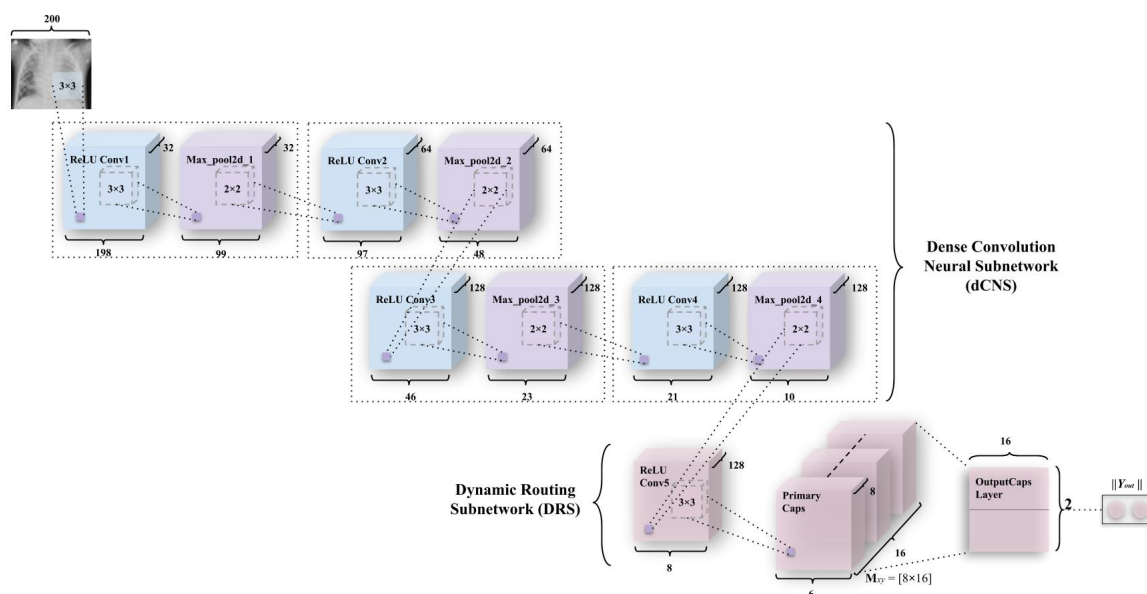 200
3×3
ReLU Conv1
32
3×3
198
Max_pool2d_1
32
2×2
99
ReLU Conv2
64
3×3
97
Max_pool2d_2
64
2×2
48
ReLU Conv3
128
3×3
46
Max_pool2d_3
128
2×2
23
ReLU Conv4
128
3×3
21
Max_pool2d_4
128
2×2
10
Dense Convolution
Neural Subnetwork
(dCNS)
Dynamic Routing
Subnetwork (DRS)
ReLU
Conv5
128
3×3
8
Primary
Caps
8
16
6
M_xy = [8×16]
16
OutputCaps
Layer
2
||Y_out ||